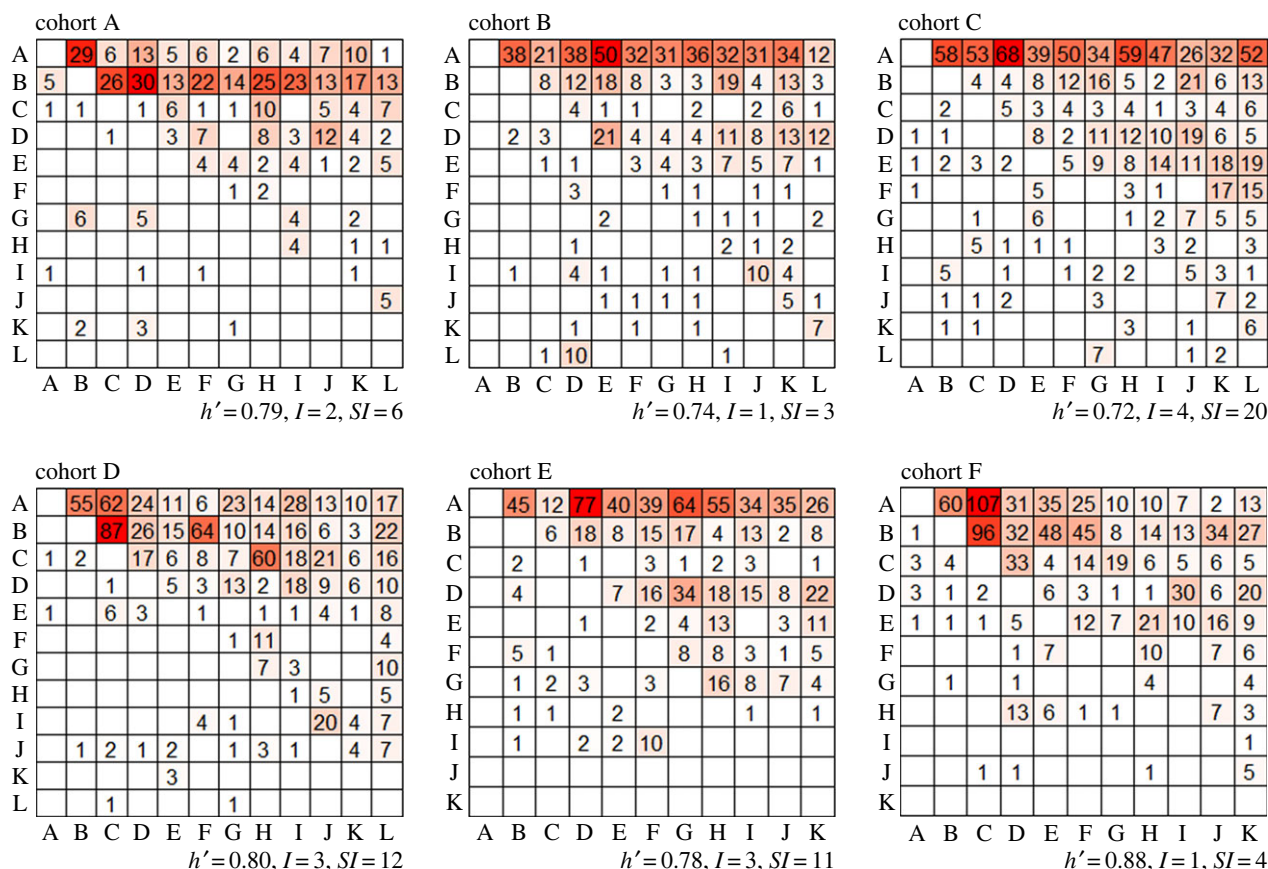 cohort A
A 29 6 13 5 6 2 6 4 7 10 1
B 5 26 30 13 22 14 25 23 13 17 13
C 1 1 1 6 1 1 10 5 4 7
D 1 3 7 8 3 12 4 2
E 4 4 2 4 1 2 5
F 1 2
G 6 5 4 2
H 4 1 1
I 1 1 1 1
J 5
K 2 3 1
L
A B C D E F G H I J K L
h′ = 0.79, I = 2, SI = 6
cohort B
A 38 21 38 50 32 31 36 32 31 34 12
B 8 12 18 8 3 3 19 4 13 3
C 4 1 1 2 2 6 1
D 2 3 21 4 4 4 11 8 13 12
E 1 1 3 4 3 7 5 7 1
F 3 1 1 1 1
G 2 1 1 1 2
H 1 2 1 2
I 1 4 1 1 1 10 4
J 1 1 1 1 5 1
K 1 1 1 7
L 1 10 1
A B C D E F G H I J K L
h′ = 0.74, I = 1, SI = 3
cohort C
A 58 53 68 39 50 34 59 47 26 32 52
B 4 4 8 12 16 5 2 21 6 13
C 2 5 3 4 3 4 1 3 4 6
D 1 1 8 2 11 12 10 19 6 5
E 1 2 3 2 5 9 8 14 11 18 19
F 1 5 3 1 17 15
G 1 6 1 2 7 5 5
H 5 1 1 1 3 2 3
I 5 1 1 2 2 5 3 1
J 1 1 2 3 7 2
K 1 1 3 1 6
L 7 1 2
A B C D E F G H I J K L
h′ = 0.72, I = 4, SI = 20
cohort D
A 55 62 24 11 6 23 14 28 13 10 17
B 87 26 15 64 10 14 16 6 3 22
C 1 2 17 6 8 7 60 18 21 6 16
D 1 5 3 13 2 18 9 6 10
E 1 6 3 1 1 1 4 1 8
F 1 11 4
G 7 3 10
H 1 5 5
I 4 1 20 4 7
J 1 2 1 2 1 3 1 4 7
K 3
L 1 1
A B C D E F G H I J K L
h′ = 0.80, I = 3, SI = 12
cohort E
A 45 12 77 40 39 64 55 34 35 26
B 6 18 8 15 17 4 13 2 8
C 2 1 3 1 2 3 1
D 4 7 16 34 18 15 8 22
E 1 2 4 13 3 11
F 5 1 8 8 3 1 5
G 1 2 3 3 16 8 7 4
H 1 1 2 1 1
I 1 2 2 10
J
K
A B C D E F G H I J K
h′ = 0.78, I = 3, SI = 11
cohort F
A 60 107 31 35 25 10 10 7 2 13
B 1 96 32 48 45 8 14 13 34 27
C 3 4 33 4 14 19 6 5 6 5
D 3 1 2 6 3 1 1 30 6 20
E 1 1 1 5 12 7 21 10 16 9
F 1 7 10 7 6
G 1 1 4 4
H 13 6 1 1 7 3
I 1
J 1 1 1 5
K
A B C D E F G H I J K
h′ = 0.88, I = 1, SI = 4